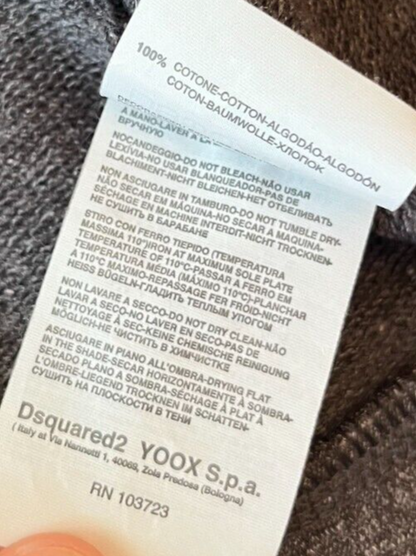 100% COTONE-COTTON-ALGODÃO-ALGODÓN
COTON-BAUMWOLLE-ХЛОПОК
A MANO-LAVER A LA
ВРУЧНУЮ
NOCANDEGGIO-DO NOT BLEACH-NÃO USAR
LEXÍVIA-NO USAR BLANQUEADOR-PAS DE
BLACHIMENT-NICHT BLEICHEN-НЕТ ОТБЕЛИВАТЬ
NON ASCIUGARE IN TAMBURO-DO NOT TUMBLE DRY-
NÃO SECAR EM MÁQUINA-NO SECAR A MAQUINA-
SÉCHAGE EN MACHINE INTERDIT-NICHT TROCKNEN-
НЕ СУШИТЬ В БАРАБАНЕ
STIRO CON FERRO TIEPIDO (TEMPERATURA
MASSIMA 110°)IRON AT MAXIMUM SOLE PLATE
TEMPERATURE OF 110°C-PASSAR A FERRO EM
TEMPERATURA MÉDIA (MÁXIMO 110°C)-PLANCHAR
A 110°C MAXIMO-REPASSAGE FER FROID-NICHT
HEISS BÜGELN-ГЛАДИТЬ ТЕПЛЫМ УТЮГОМ
NON LAVARE A SECCO-DO NOT DRY CLEAN-NÃO
LAVAR A SECO-NO LAVER EN SECO-PAS DE
NETTOYAGE À SEC-KEINE CHEMISCHE REINIGUNG
MÖGLICH-НЕ ЧИСТИТЬ В ХИМЧИСТКЕ
ASCIUGARE IN PIANO ALL'OMBRA-DRYING FLAT
IN THE SHADE-SECAR HORIZONTAMENTE À SOMBRA-
SECADO PLANO A SOMBRA-SÉCHAGE À PLAT À
L'OMBRE-LIEGEND TROCKNEN IM SCHATTEN-
СУШИТЬ НА ПЛОСКОСТИ В ТЕНИ
Dsquared2 YOOX S.p.a.
( Italy at Via Nannetti 1, 40069, Zola Predosa (Bologna)
RN 103723